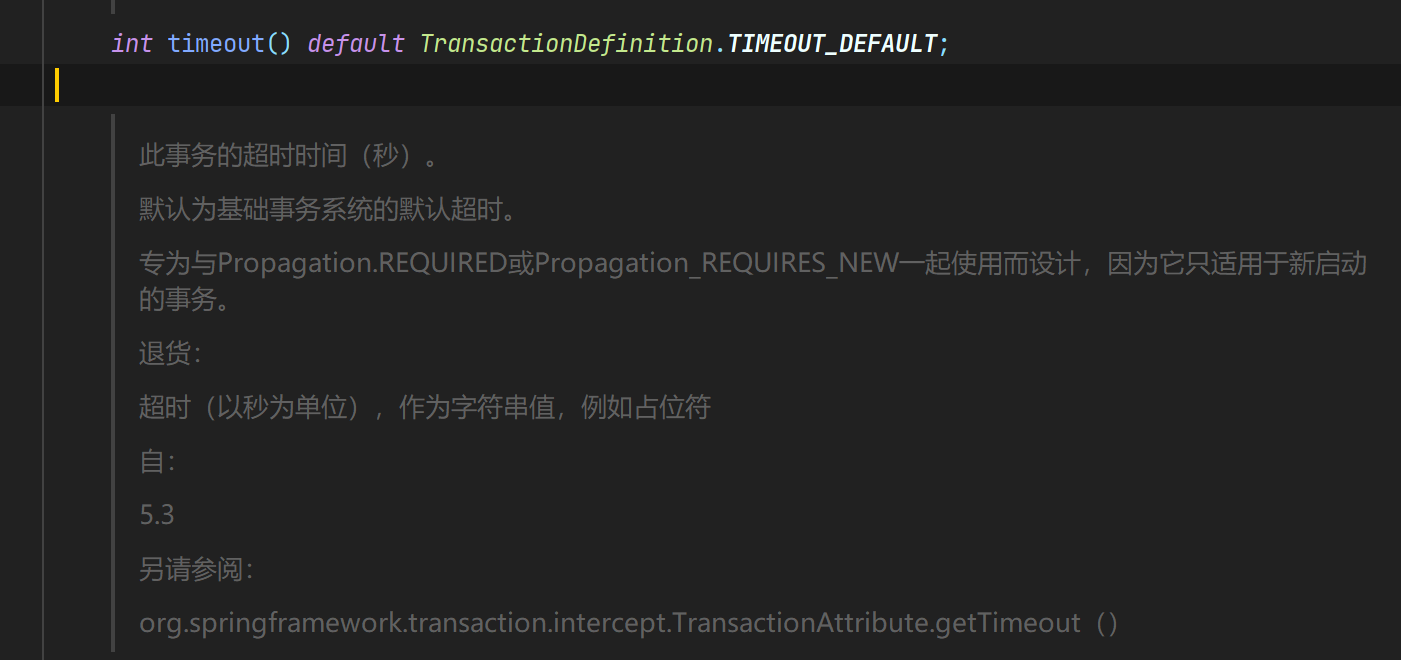 int timeout() default TransactionDefinition.TIMEOUT_DEFAULT;
此事务的超时时间（秒）。
默认为基础事务系统的默认超时。
专为与Propagation.REQUIRED或Propagation_REQUIRES_NEW一起使用而设计，因为它只适用于新启动
的事务。
退货：
超时（以秒为单位），作为字符串值，例如占位符
自：
5.3
另请参阅：
org.springframework.transaction.intercept.TransactionAttribute.getTimeout（）